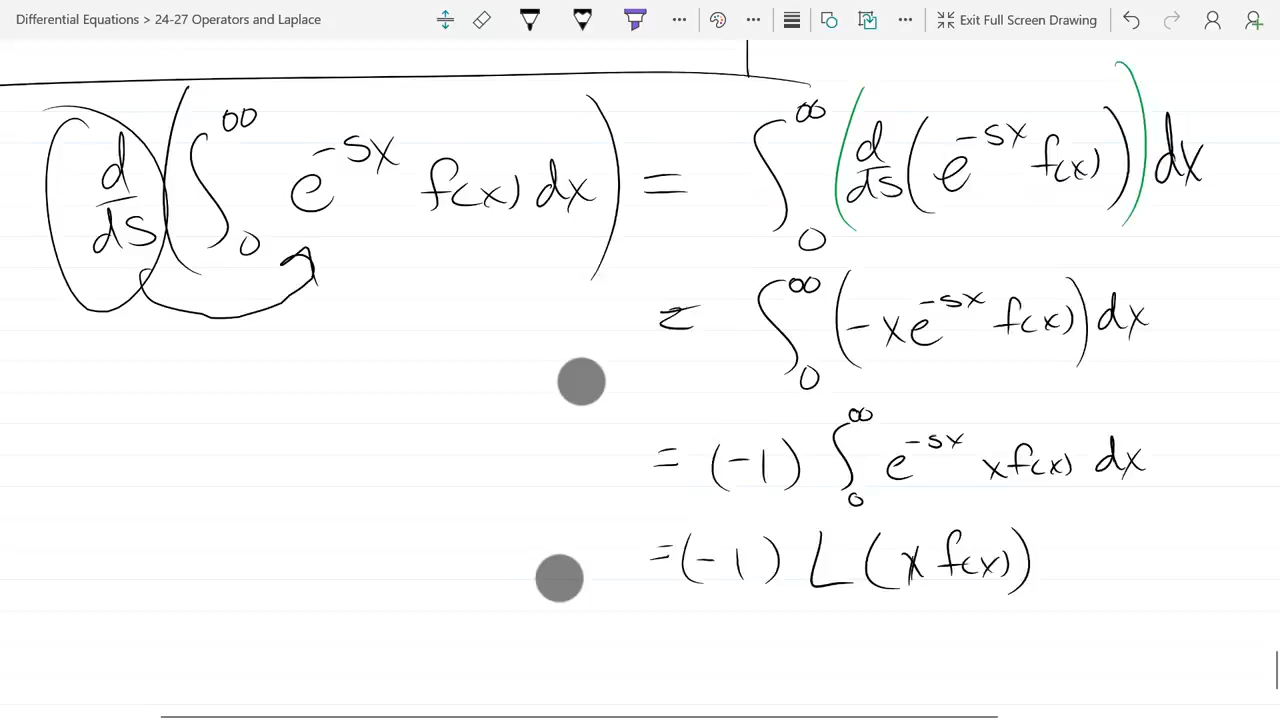 Differential Equations > 24-27 Operators and Laplace
Exit Full Screen Drawing
d/ds (∫₀^∞ e^{-sx} f(x) dx) = ∫₀^∞ (d/ds (e^{-sx} f(x))) dx
= ∫₀^∞ (-x e^{-sx} f(x)) dx
= (-1) ∫₀^∞ e^{-sx} x f(x) dx
= (-1) L (x f(x))